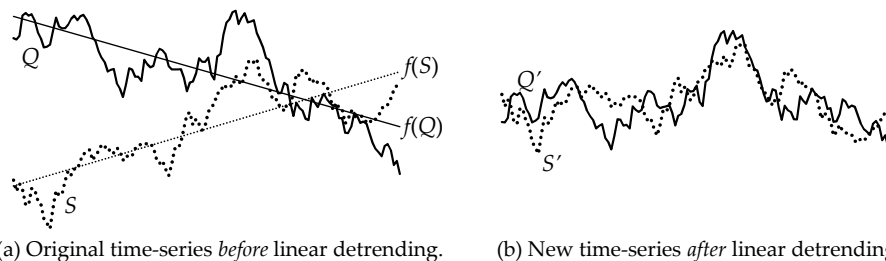 Q
f(S)
f(Q)
S
Q′
S′
(a) Original time-series before linear detrending.
(b) New time-series after linear detrending